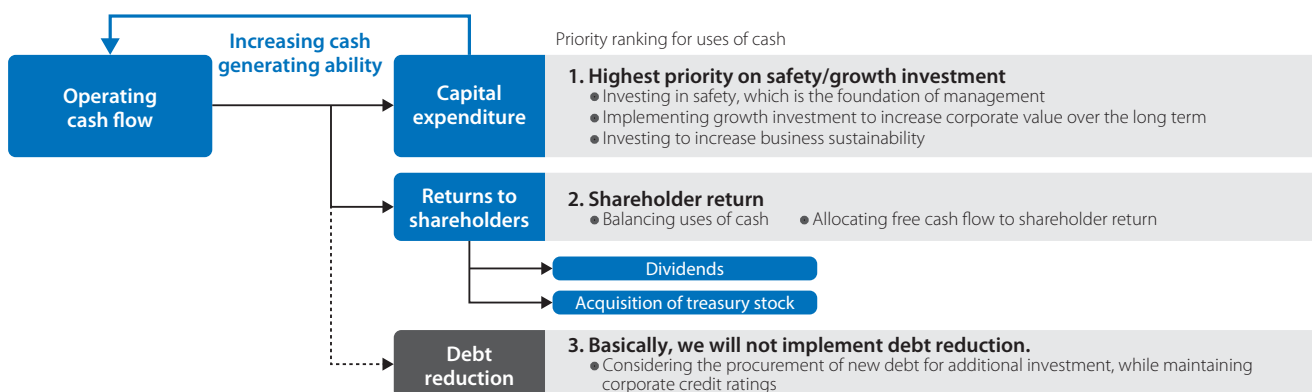 Increasing cash
generating ability
Priority ranking for uses of cash
Operating
cash flow
Capital
expenditure
1. Highest priority on safety/growth investment
● Investing in safety, which is the foundation of management
● Implementing growth investment to increase corporate value over the long term
● Investing to increase business sustainability
Returns to
shareholders
2. Shareholder return
● Balancing uses of cash ● Allocating free cash flow to shareholder return
Dividends
Acquisition of treasury stock
Debt
reduction
3. Basically, we will not implement debt reduction.
● Considering the procurement of new debt for additional investment, while maintaining
corporate credit ratings